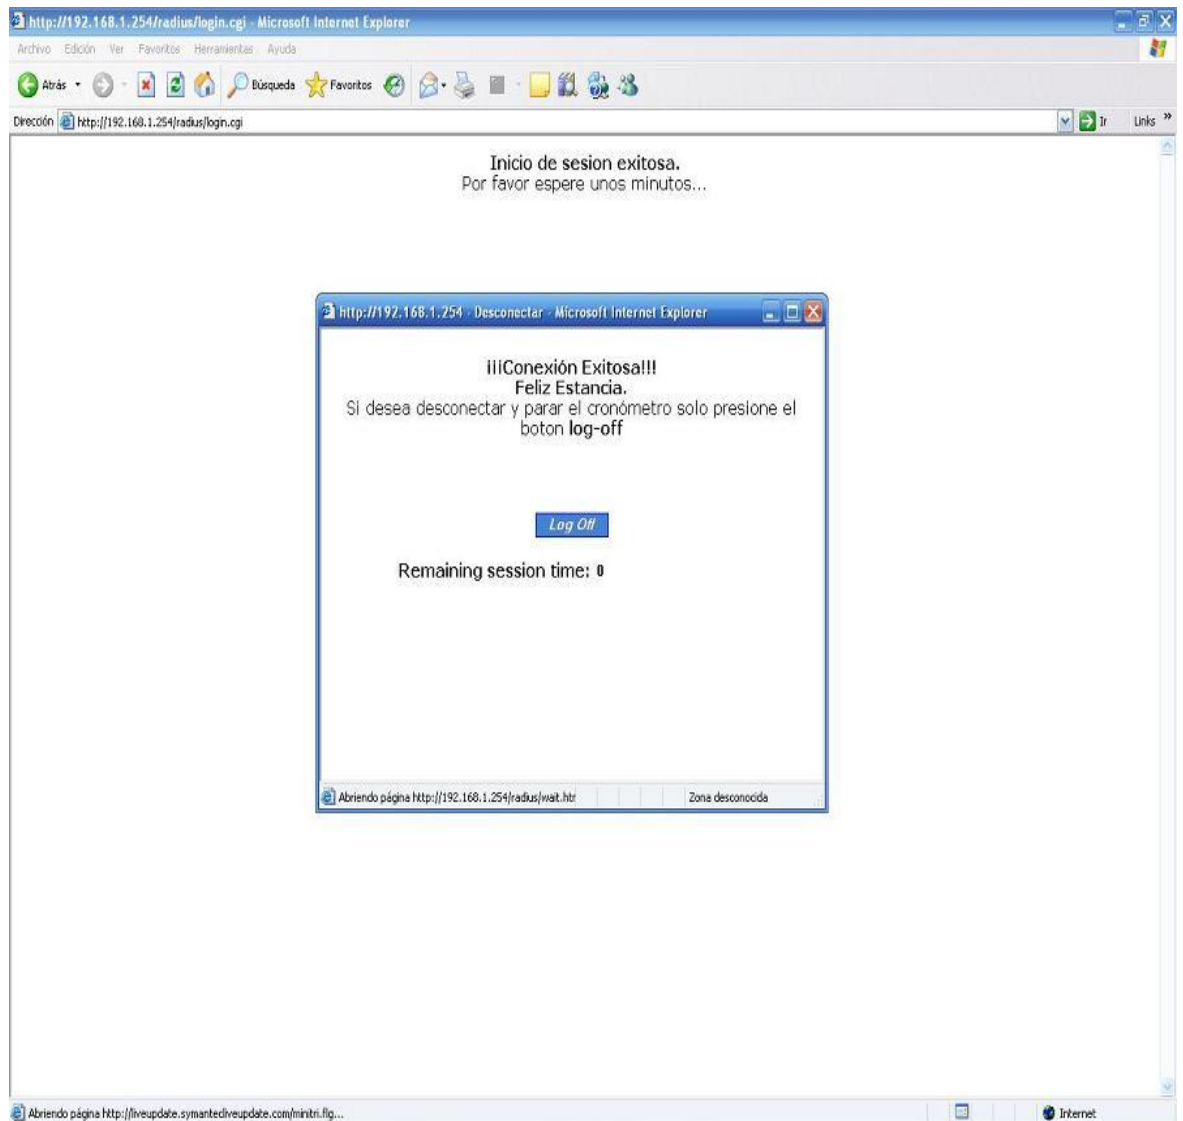 http://192.168.1.254/radius/login.cgi - Microsoft Internet Explorer
Archivo Edición Ver Favoritos Herramientas Ayuda
Atrás Búsqueda Favoritos
Dirección http://192.168.1.254/radius/login.cgi Ir Links »
Inicio de sesion exitosa.
Por favor espere unos minutos...
http://192.168.1.254 - Desconectar - Microsoft Internet Explorer
¡¡¡Conexión Exitosa!!!
Feliz Estancia.
Si desea desconectar y parar el cronómetro solo presione el
boton log-off
Log Off
Remaining session time: 0
Abriendo página http://192.168.1.254/radius/wait.htr Zona desconocida
Abriendo página http://liveupdate.symantecliveupdate.com/minitri.flg... Internet